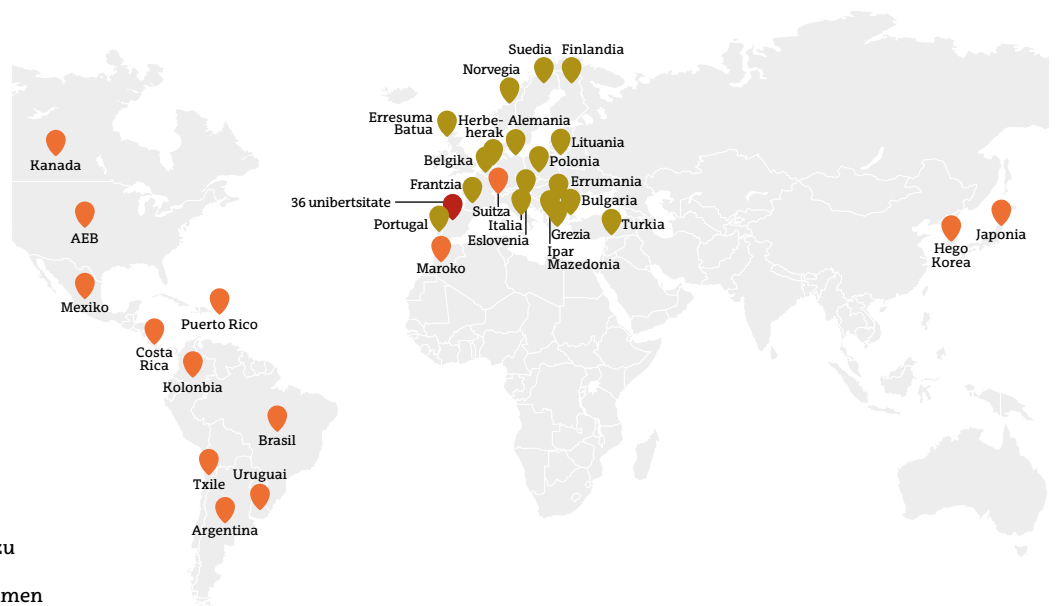 Suedia
Finlandia
Norvegia
Erresuma
Batua
Herbe-
herak
Alemania
Lituania
Belgika
Polonia
Kanada
Frantzia
Errumania
36 unibertsitate
Bulgaria
Suitza
Portugal
Italia
Turkia
AEB
Eslovenia
Grezia
Ipar
Mazedonia
Japonia
Hego
Korea
Maroko
Mexiko
Puerto Rico
Costa
Rica
Kolonbia
Brasil
Uruguai
Txile
Argentina
zu
men